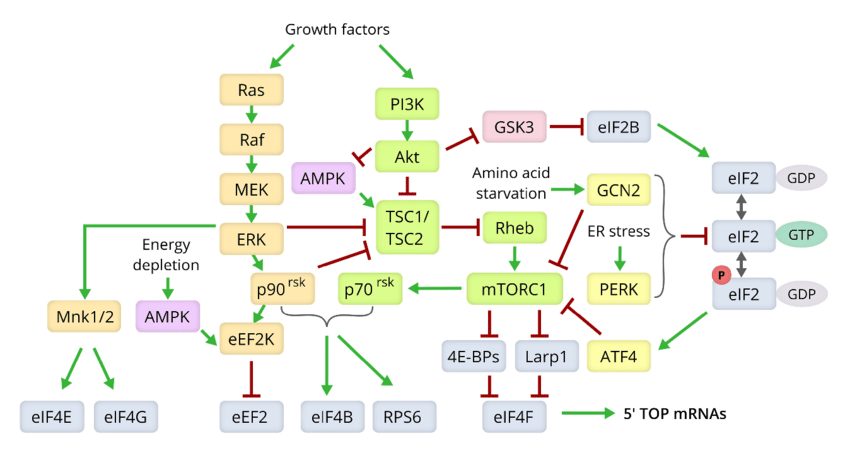 Growth factors
Ras
PI3K
GSK3
eIF2B
Raf
Akt
Amino acid
starvation
AMPK
MEK
GCN2
eIF2
GDP
TSC1/
TSC2
Rheb
ERK
ER stress
eIF2
GTP
Energy
depletion
p90 rsk
p70 rsk
mTORC1
PERK
P
eIF2
GDP
Mnk1/2
AMPK
eEF2K
4E-BPs
Larp1
ATF4
eIF4E
eIF4G
eEF2
eIF4B
RPS6
eIF4F
5' TOP mRNAs